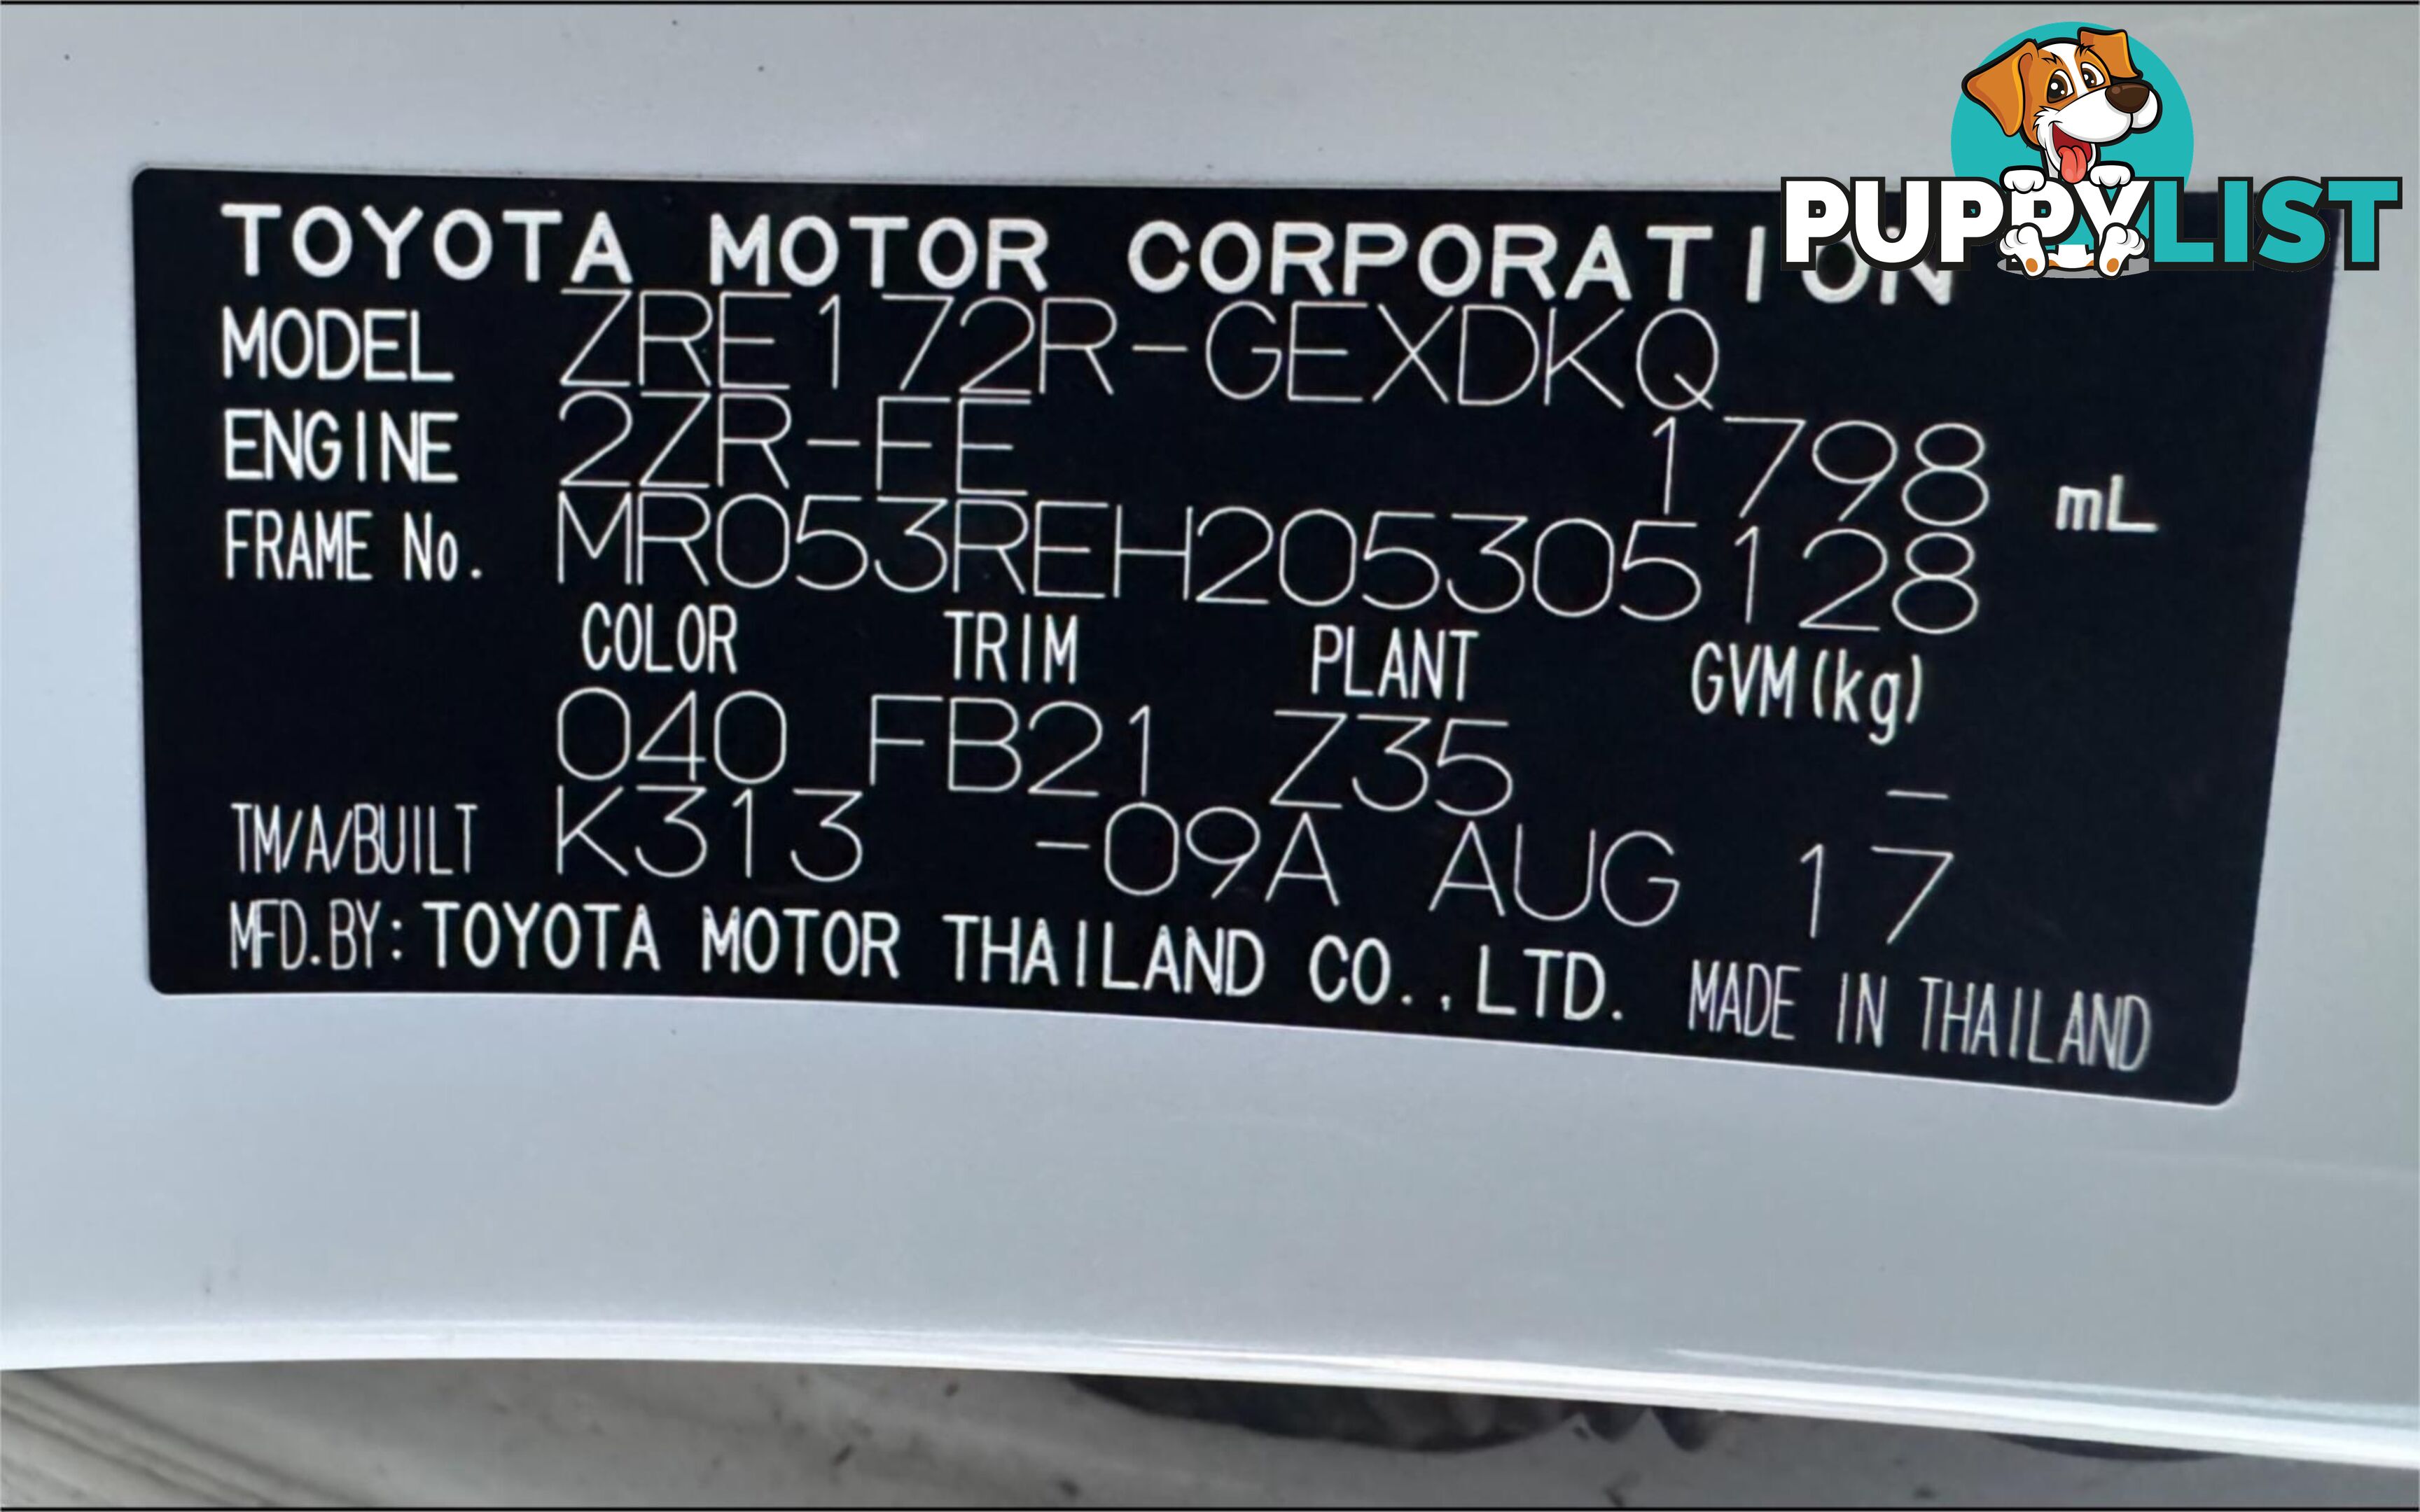 PUPPYLIST
TOYOTA MOTOR CORPORATION
MODEL ZRE172R-GEXDKQ
ENGINE 2ZR-FE 1798 mL
FRAME No. MR053REH205305128
COLOR TRIM PLANT GVM(kg)
040 FB21 Z35 –
TM/A/BUILT K313 -09A AUG 17
MFD.BY: TOYOTA MOTOR THAILAND CO.,LTD. MADE IN THAILAND